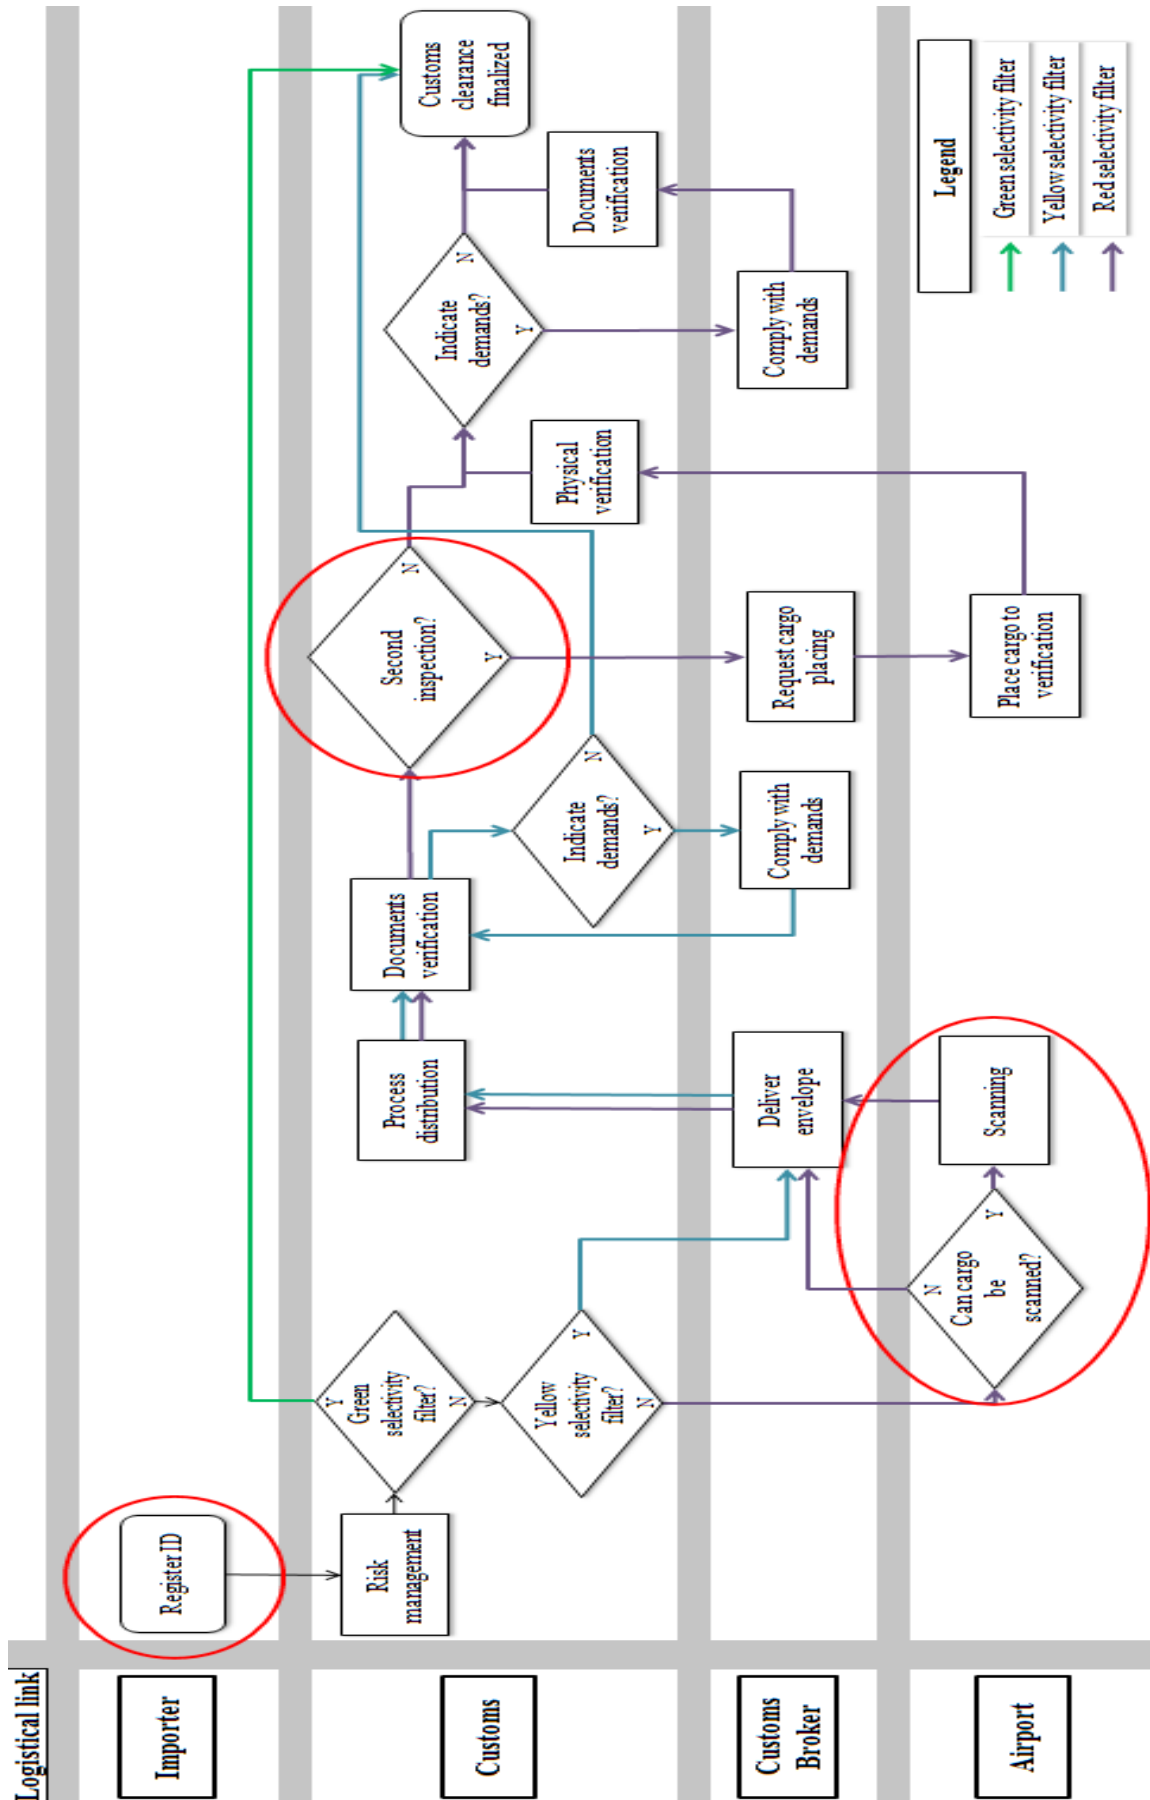 Logistical link
Importer
Customs
Customs
Broker
Airport
Register ID
Risk
management
Y
Green
selectivity
filter?
N
Yellow
selectivity
filter?
Y
N
Can cargo
be
scanned?
N
Y
Scanning
Deliver
envelope
Process
distribution
Documents
verification
Indicate
demands?
Y
N
Comply with
demands
Second
inspection?
Y
N
Request cargo
placing
Place cargo to
verification
Physical
verification
Indicate
demands?
Y
N
Comply with
demands
Documents
verification
Customs
clearance
finalized
Legend
Green selectivity filter
Yellow selectivity filter
Red selectivity filter